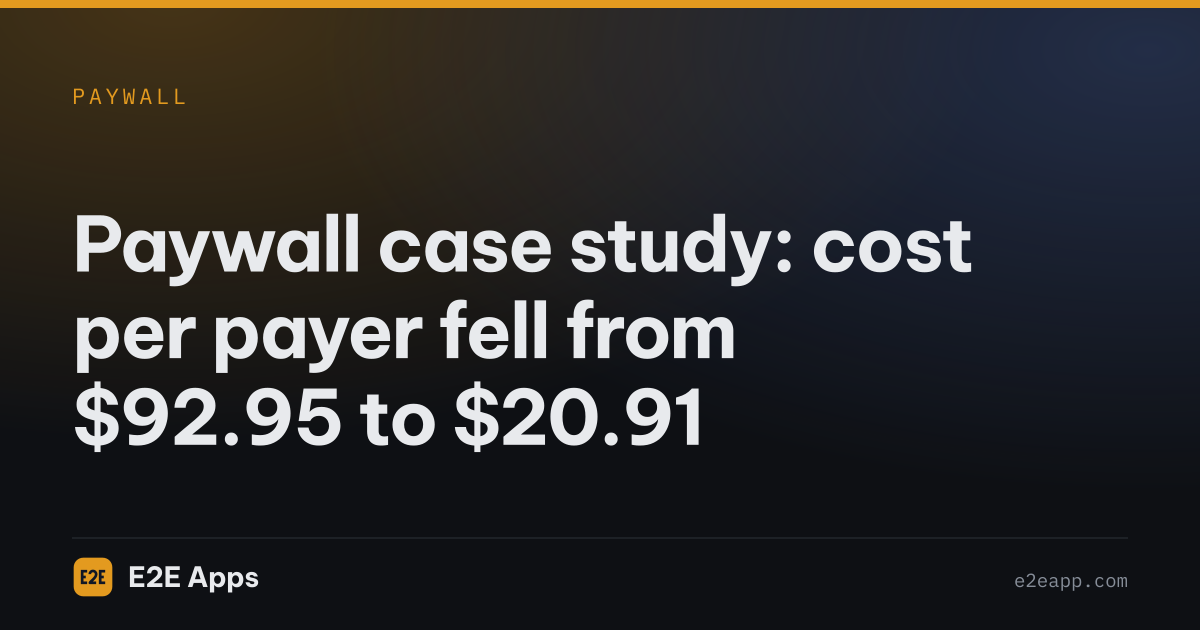 PAYWALL
Paywall case study: cost
per payer fell from
$92.95 to $20.91
E2E E2E Apps
e2eapp.com